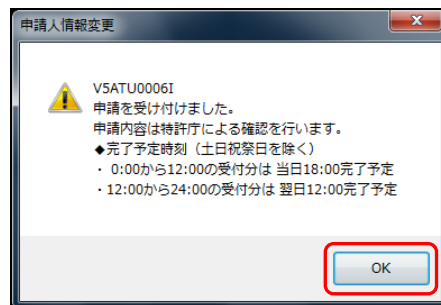 申請人情報変更
V5ATU0006I
申請を受け付けました。
申請内容は特許庁による確認を行います。
◆完了予定時刻（土日祝祭日を除く）
・ 0:00から12:00の受付分は 当日18:00完了予定
・12:00から24:00の受付分は 翌日12:00完了予定
OK